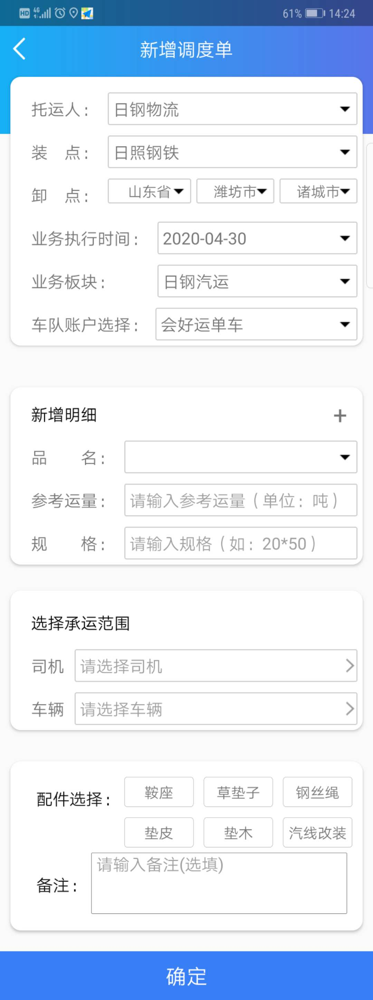 HD 4G 61% 14:24
新增调度单
托运人: 日钢物流
装 点: 日照钢铁
卸 点: 山东省 潍坊市 诸城市
业务执行时间: 2020-04-30
业务板块: 日钢汽运
车队账户选择: 会好运单车
新增明细 +
品 名:
参考运量: 请输入参考运量(单位: 吨)
规 格: 请输入规格(如: 20*50)
选择承运范围
司机 请选择司机
车辆 请选择车辆
配件选择: 鞍座 草垫子 钢丝绳
垫皮 垫木 汽线改装
备注: 请输入备注(选填)
确定